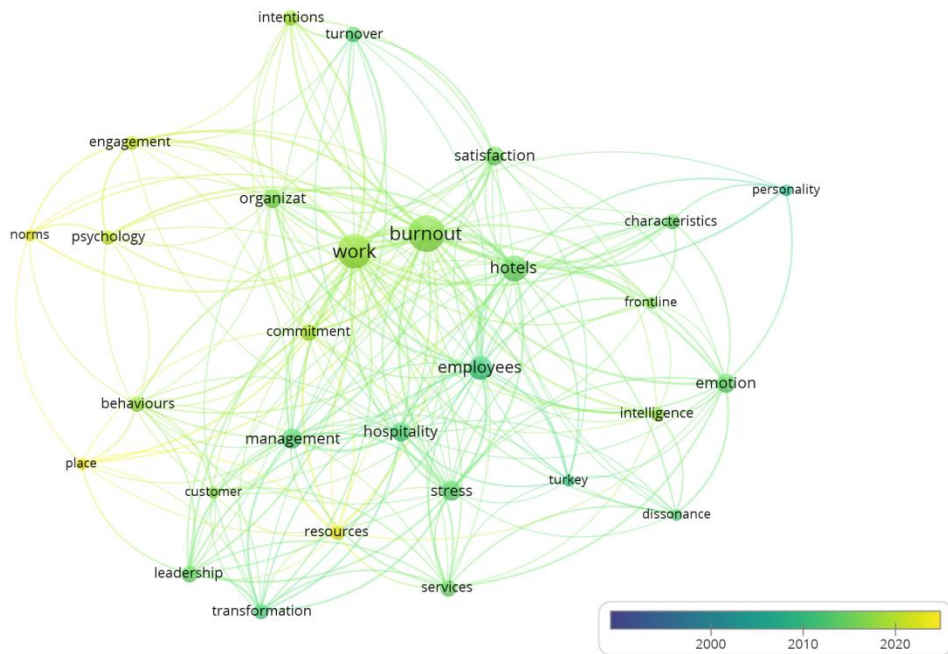 intentions
turnover
engagement
satisfaction
personality
organizat
characteristics
norms
psychology
burnout
work
hotels
frontline
commitment
employees
emotion
behaviours
intelligence
management
hospitality
place
customer
stress
turkey
dissonance
resources
leadership
services
transformation
2000 2010 2020